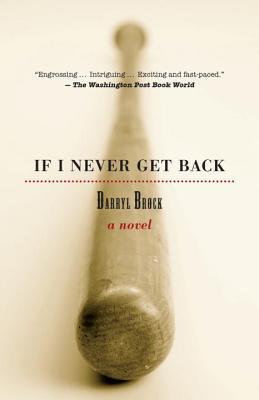 “Engrossing ... Intriguing ... Exciting and fast-paced.”
— The Washington Post Book World
IF I NEVER GET BACK
DARRYL BROCK
a novel